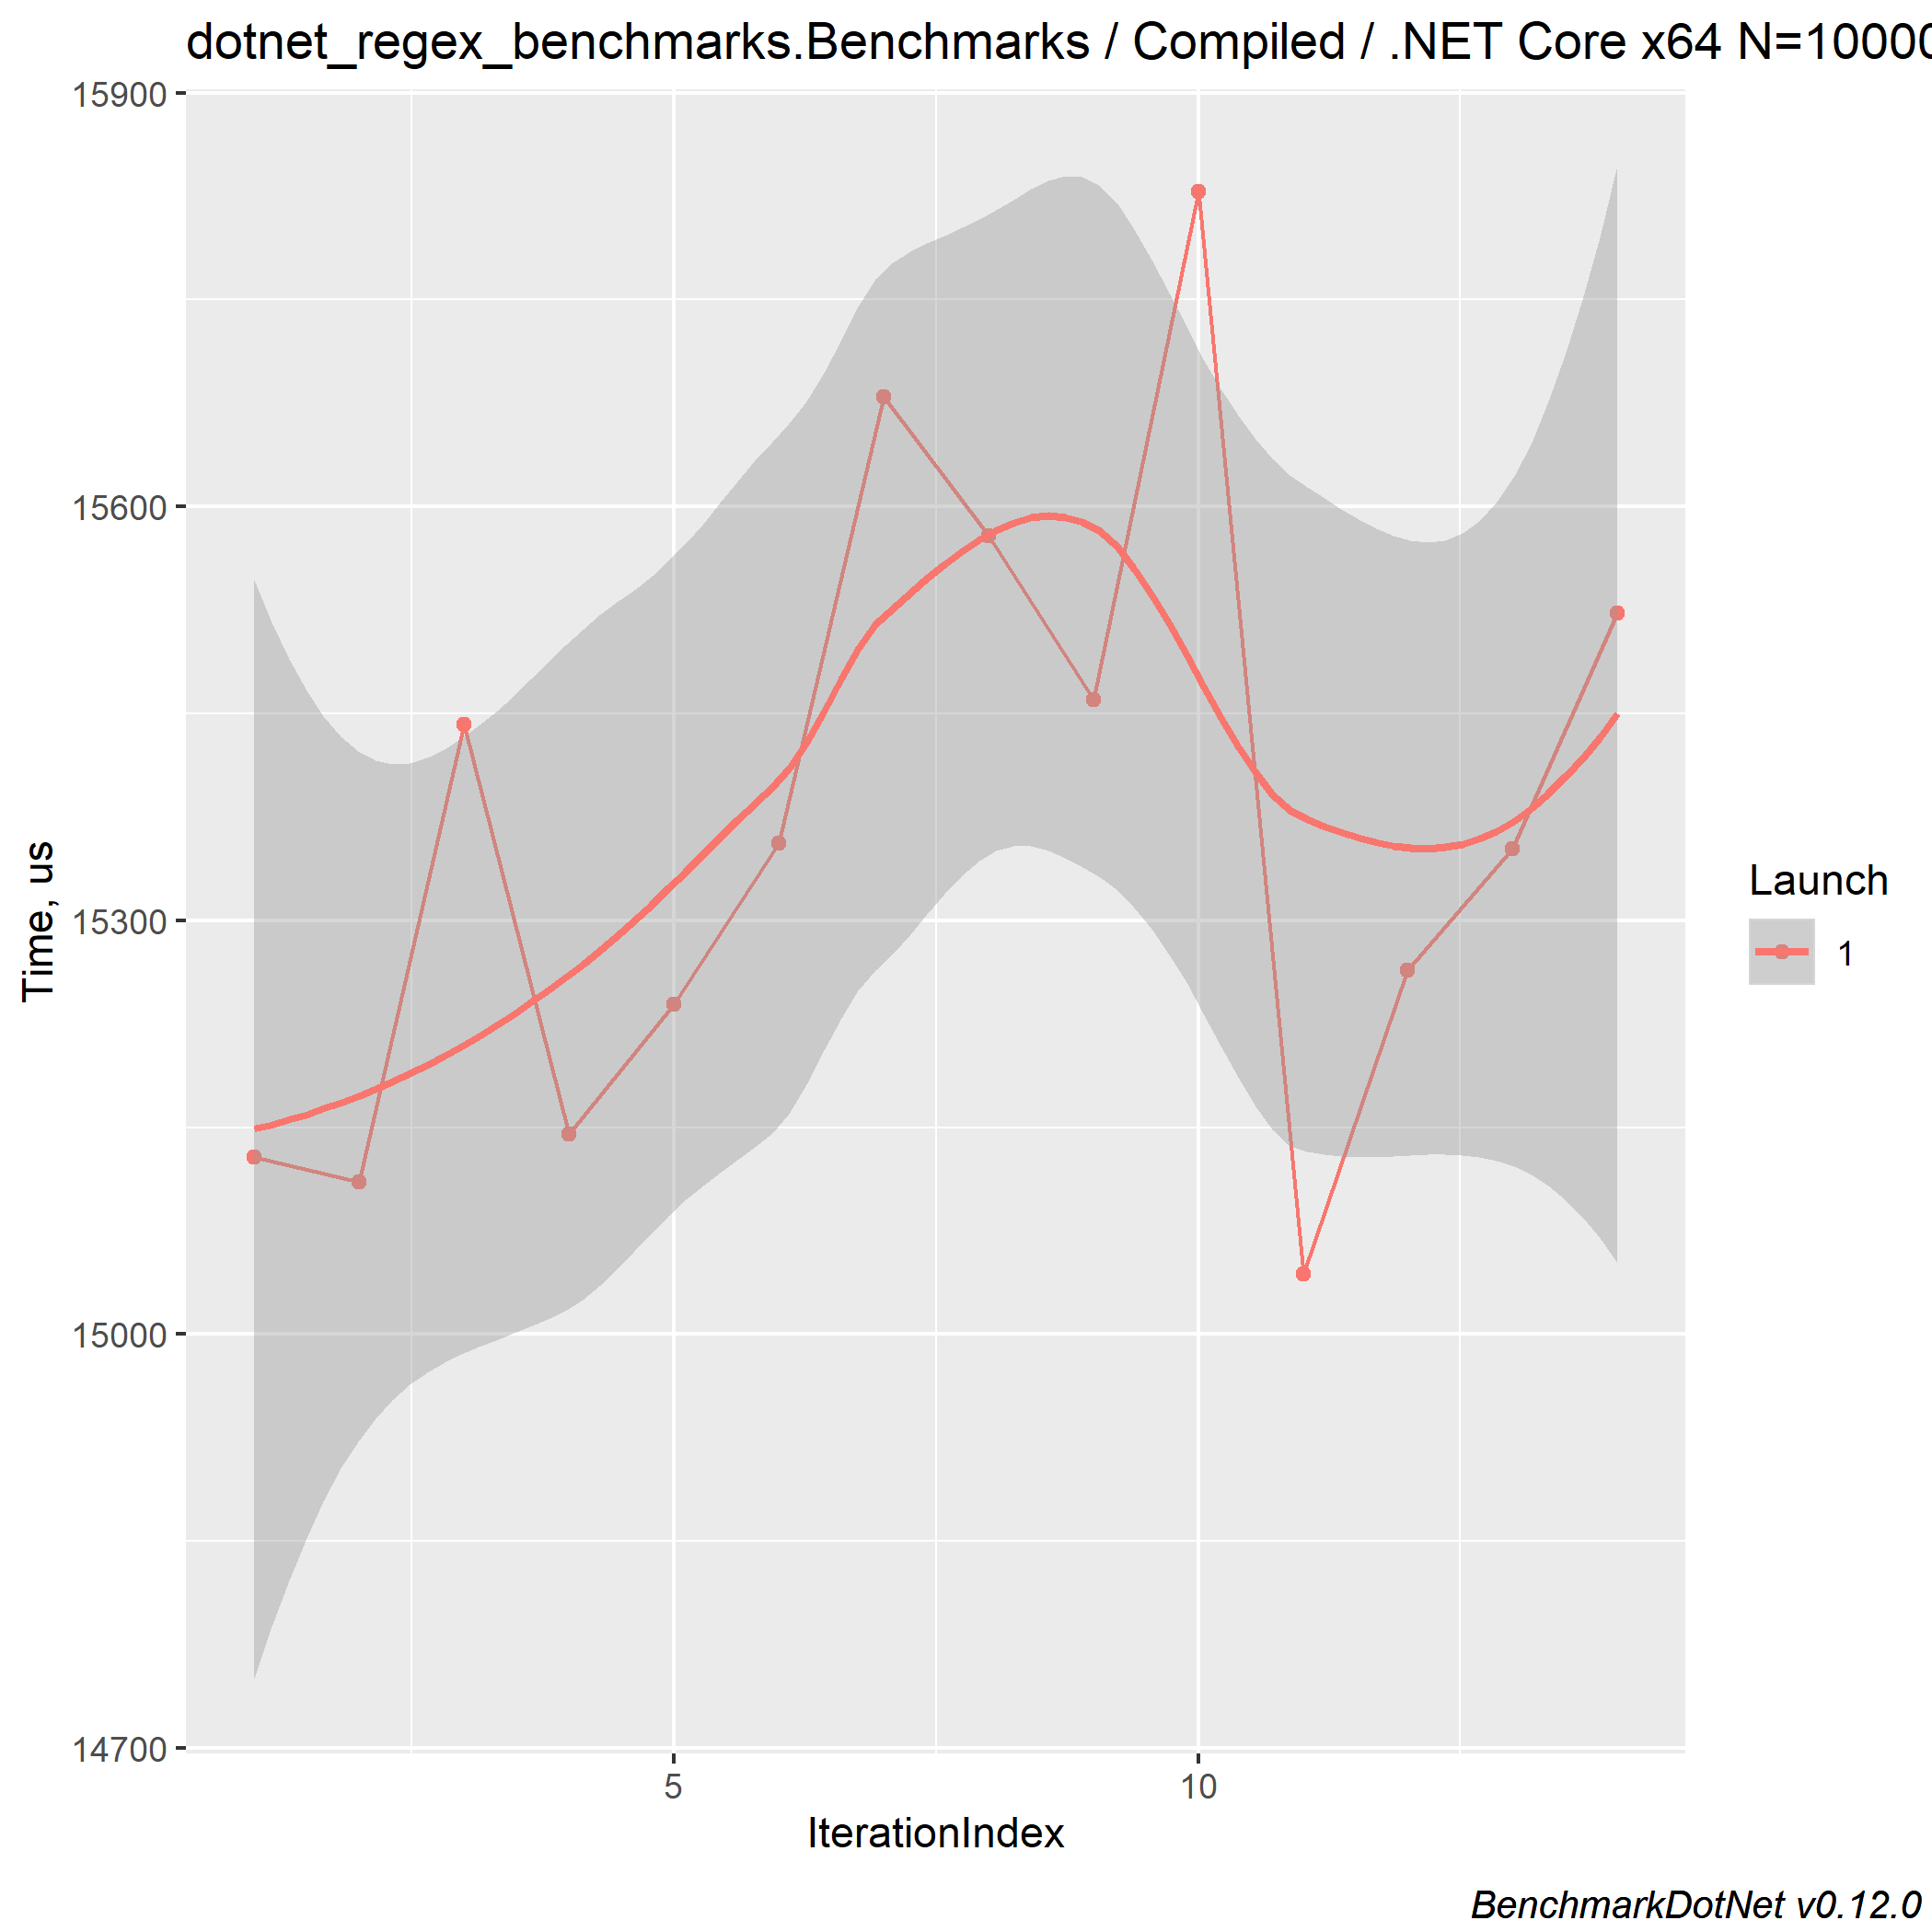 dotnet_regex_benchmarks.Benchmarks / Compiled / .NET Core x64 N=10000
15900
15600
15300
15000
14700
Time, us
5
10
IterationIndex
Launch
1
BenchmarkDotNet v0.12.0